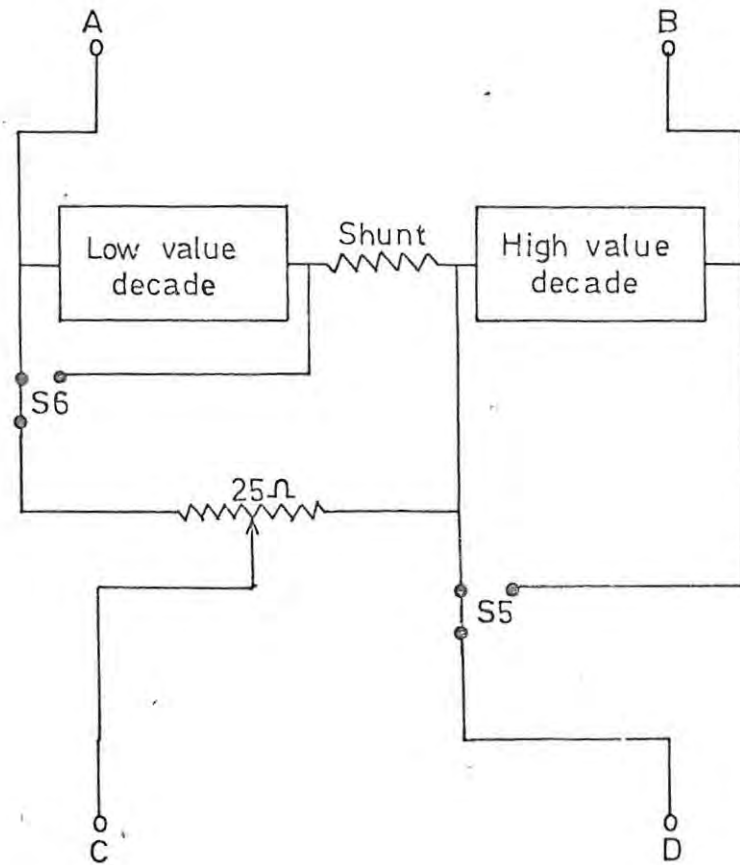 A
B
Low value
decade
Shunt
High value
decade
S6
25Ω
S5
C
D